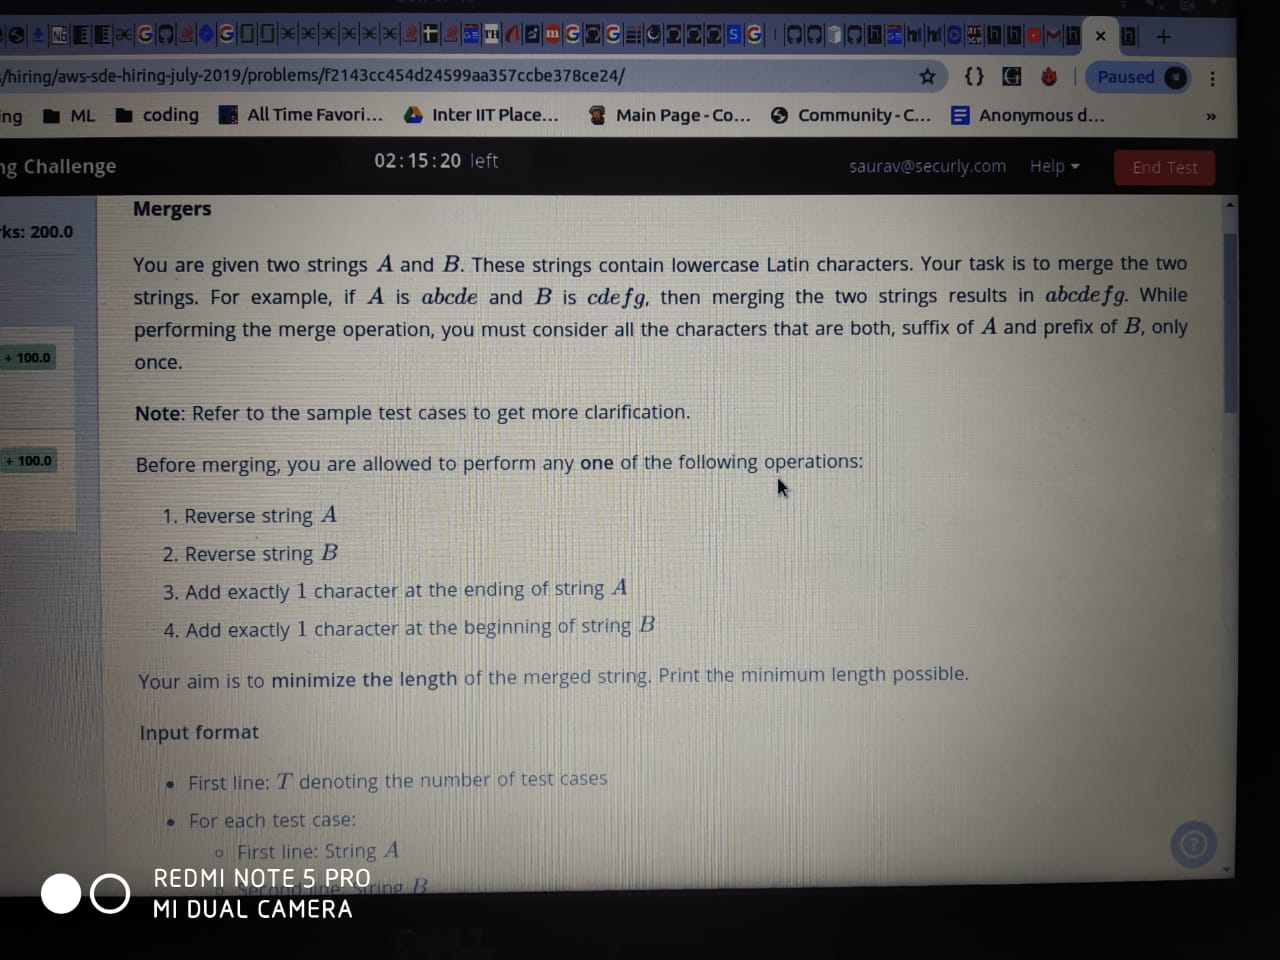 /hiring/aws-sde-hiring-july-2019/problems/f2143cc454d24599aa357ccbe378ce24/
Paused
ng ML coding All Time Favori... Inter IIT Place... Main Page - Co... Community - C... Anonymous d... »
ng Challenge 02:15:20 left saurav@securly.com Help End Test
rks: 200.0
+ 100.0
+ 100.0
Mergers
You are given two strings A and B. These strings contain lowercase Latin characters. Your task is to merge the two
strings. For example, if A is abcde and B is cdefg, then merging the two strings results in abcdefg. While
performing the merge operation, you must consider all the characters that are both, suffix of A and prefix of B, only
once.
Note: Refer to the sample test cases to get more clarification.
Before merging, you are allowed to perform any one of the following operations:
1. Reverse string A
2. Reverse string B
3. Add exactly 1 character at the ending of string A
4. Add exactly 1 character at the beginning of string B
Your aim is to minimize the length of the merged string. Print the minimum length possible.
Input format
• First line: T denoting the number of test cases
• For each test case:
○ First line: String A
○ Second line: String B
?
REDMI NOTE 5 PRO
MI DUAL CAMERA